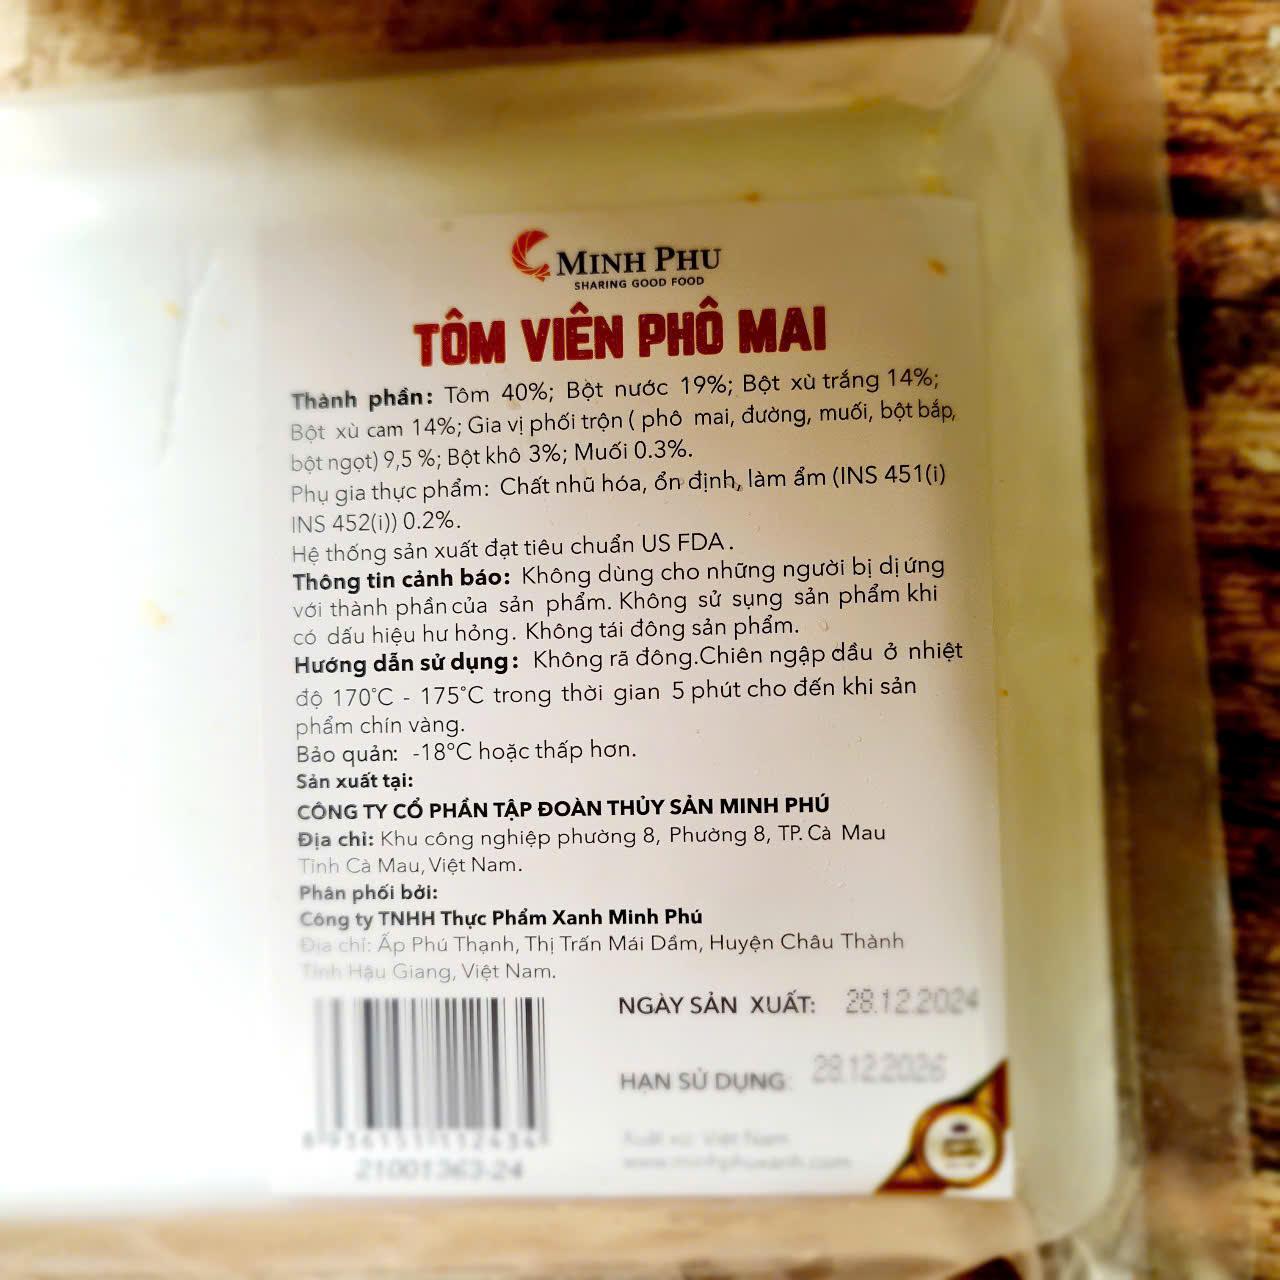 MINH PHU
SHARING GOOD FOOD
TÔM VIÊN PHÔ MAI
Thành phần: Tôm 40%; Bột nước 19%; Bột xù trắng 14%;
Bột xù cam 14%; Gia vị phối trộn ( phô mai, đường, muối, bột bắp,
bột ngọt) 9,5 %; Bột khô 3%; Muối 0.3%.
Phụ gia thực phẩm: Chất nhũ hóa, ổn định, làm ẩm (INS 451(i)
INS 452(i)) 0.2%.
Hệ thống sản xuất đạt tiêu chuẩn US FDA.
Thông tin cảnh báo: Không dùng cho những người bị dị ứng
với thành phần của sản phẩm. Không sử sụng sản phẩm khi
có dấu hiệu hư hỏng. Không tái đông sản phẩm.
Hướng dẫn sử dụng: Không rã đông.Chiên ngập dầu ở nhiệt
độ 170°C - 175°C trong thời gian 5 phút cho đến khi sản
phẩm chín vàng.
Bảo quản: -18°C hoặc thấp hơn.
Sản xuất tại:
CÔNG TY CỔ PHẦN TẬP ĐOÀN THỦY SẢN MINH PHÚ
Địa chỉ: Khu công nghiệp phường 8, Phường 8, TP. Cà Mau
Tỉnh Cà Mau, Việt Nam.
Phân phối bởi:
Công ty TNHH Thực Phẩm Xanh Minh Phú
Địa chỉ: Ấp Phú Thạnh, Thị Trấn Mái Dầm, Huyện Châu Thành
Tỉnh Hậu Giang, Việt Nam.
NGÀY SẢN XUẤT: 28.12.2024
HẠN SỬ DỤNG: 28.12.2026
8 936151 112434
21001363-24
Xuất xứ: Việt Nam
www.minhphuxanh.com